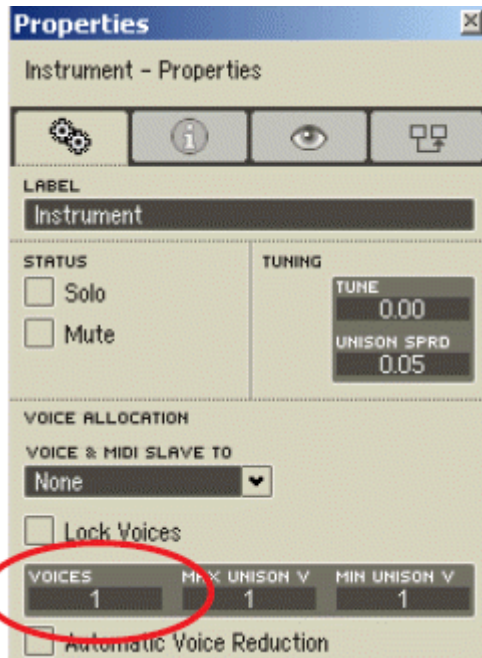 Properties
Instrument - Properties
LABEL
Instrument
STATUS
Solo
Mute
TUNING
TUNE
0.00
UNISON SPRD
0.05
VOICE ALLOCATION
VOICE & MIDI SLAVE TO
None
Lock Voices
VOICES MAX UNISON V MIN UNISON V
1 1 1
Automatic Voice Reduction